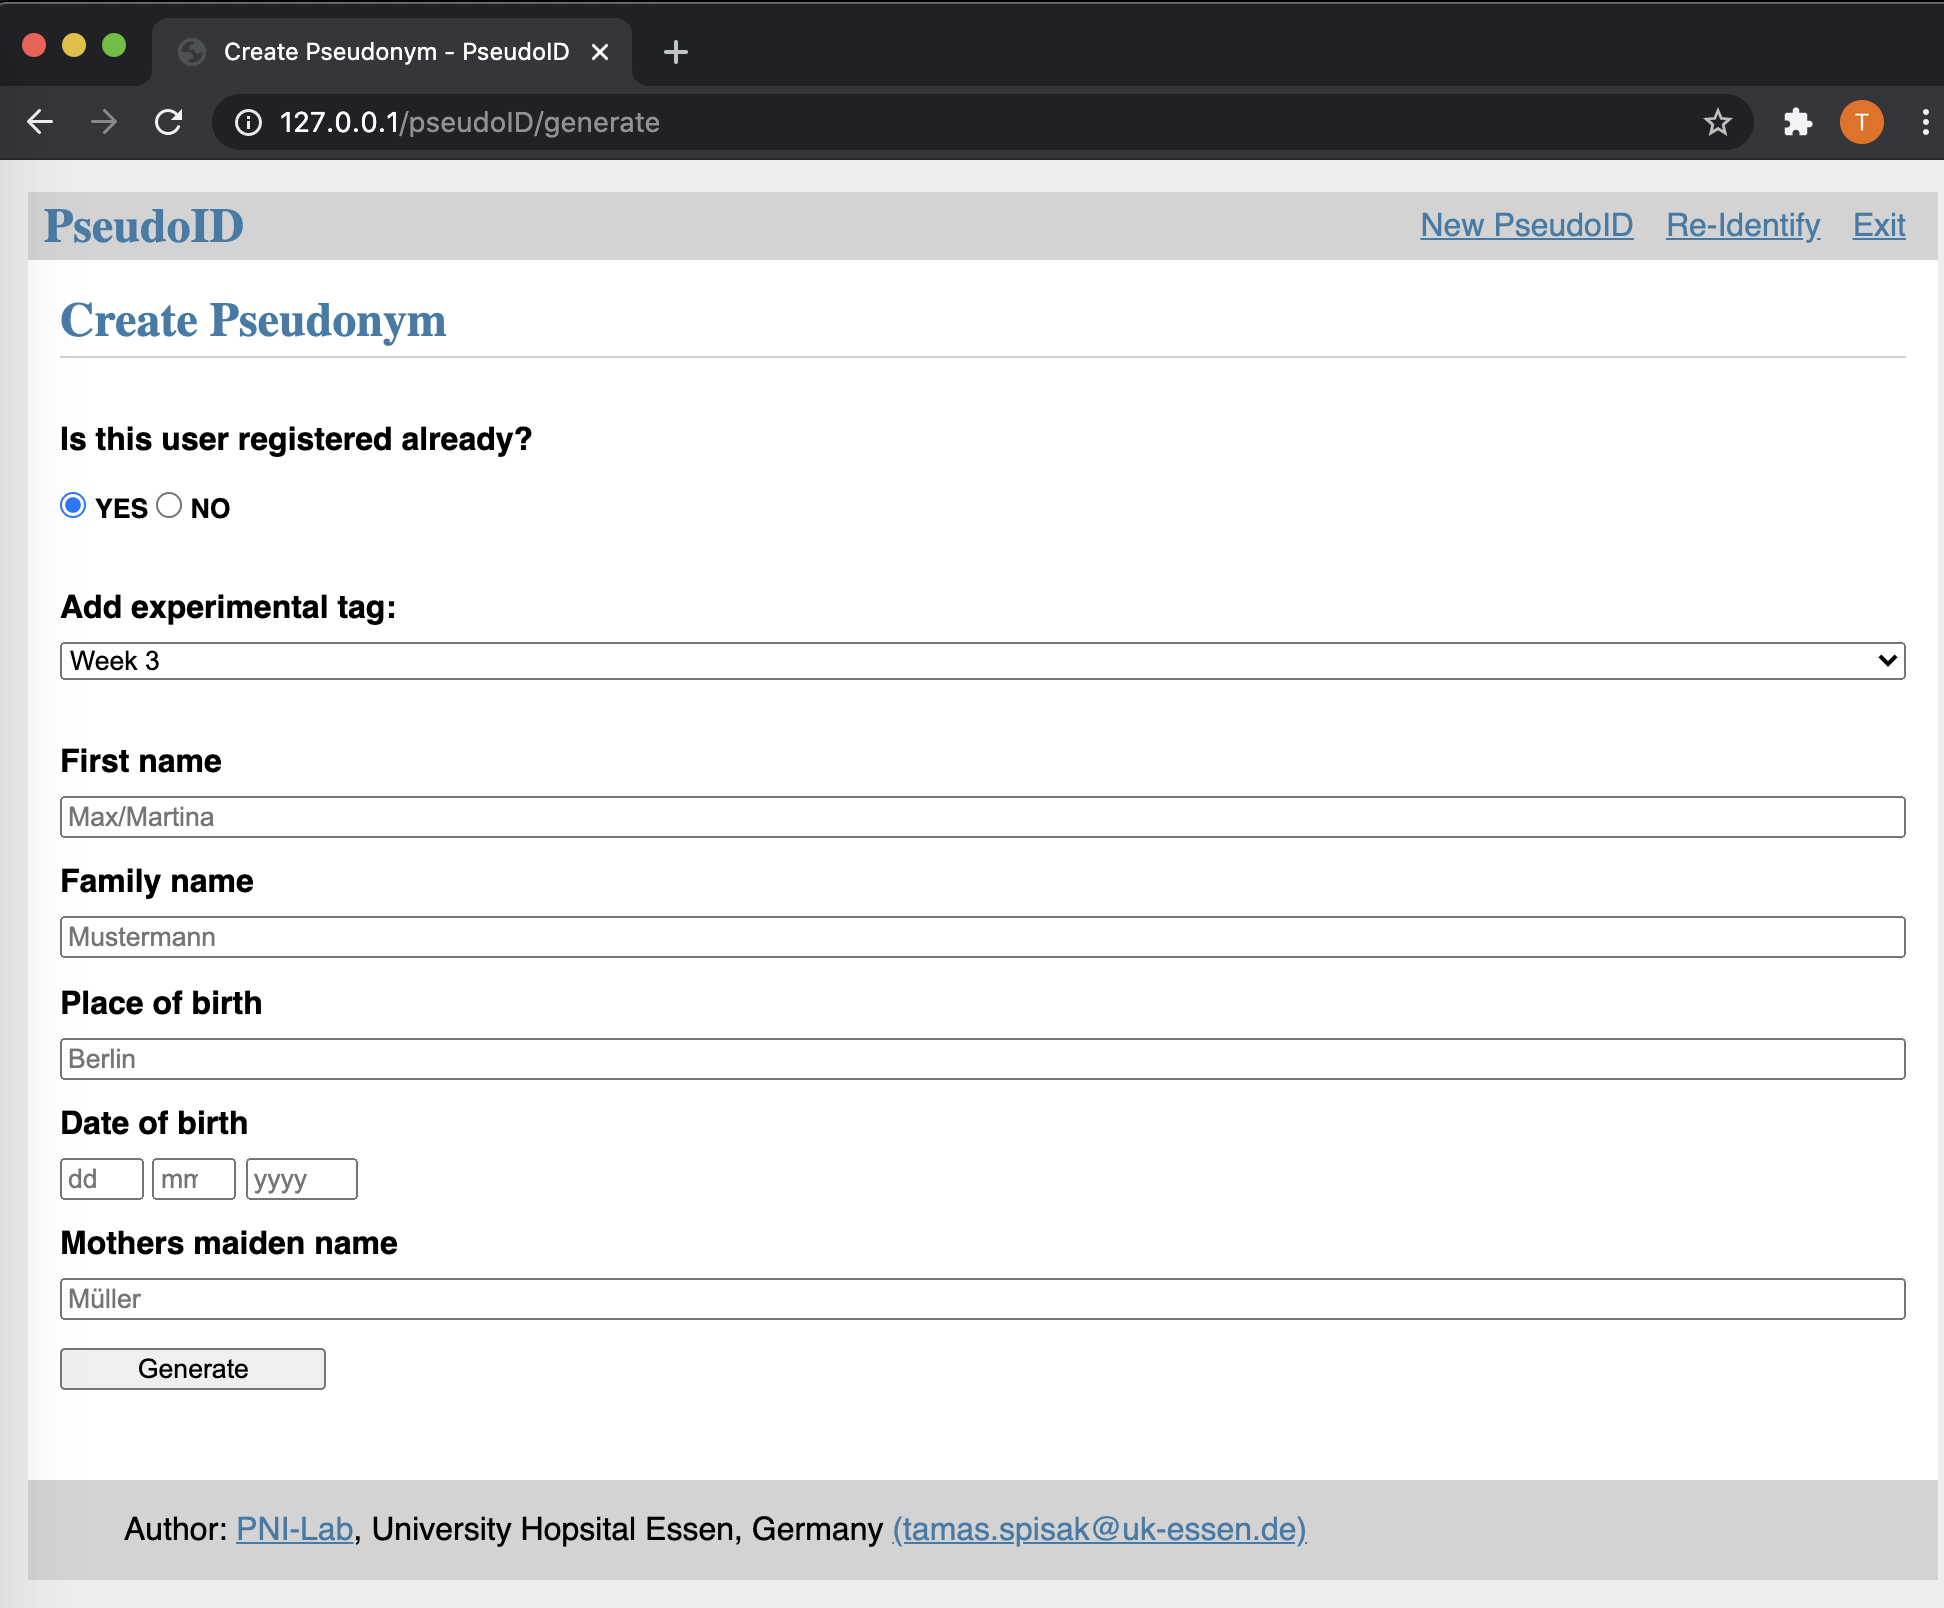 Create Pseudonym - PseudoID
127.0.0.1/pseudoID/generate
T
PseudoID
New PseudoID Re-Identify Exit
Create Pseudonym
Is this user registered already?
YES NO
Add experimental tag:
Week 3
First name
Max/Martina
Family name
Mustermann
Place of birth
Berlin
Date of birth
dd mm yyyy
Mothers maiden name
Müller
Generate
Author: PNI-Lab, University Hopsital Essen, Germany (tamas.spisak@uk-essen.de)